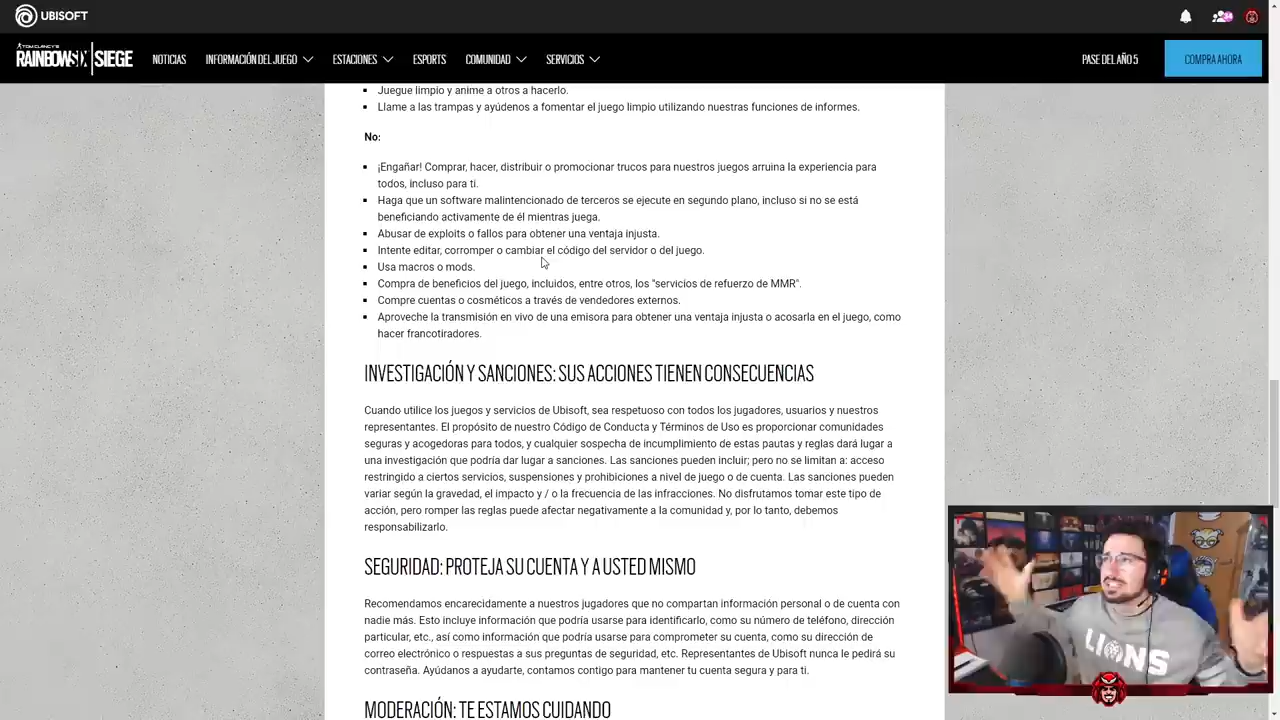 UBISOFT
34
TOM CLANCY'S
RAINBOWSIX|SIEGE
NOTICIAS
INFORMACIÓN DEL JUEGO
ESTACIONES
ESPORTS
COMUNIDAD
SERVICIOS
PASE DEL AÑO 5
COMPRA AHORA
Juegue limpio y anime a otros a hacerlo.
Llame a las trampas y ayúdenos a fomentar el juego limpio utilizando nuestras funciones de informes.
No:
¡Engañar! Comprar, hacer, distribuir o promocionar trucos para nuestros juegos arruina la experiencia para
todos, incluso para ti.
Haga que un software malintencionado de terceros se ejecute en segundo plano, incluso si no se está
beneficiando activamente de él mientras juega.
Abusar de exploits o fallos para obtener una ventaja injusta.
Intente editar, corromper o cambiar el código del servidor o del juego.
Usa macros o mods.
Compra de beneficios del juego, incluidos, entre otros, los "servicios de refuerzo de MMR".
Compre cuentas o cosméticos a través de vendedores externos.
Aproveche la transmisión en vivo de una emisora para obtener una ventaja injusta o acosarla en el juego, como
hacer francotiradores.
INVESTIGACIÓN Y SANCIONES: SUS ACCIONES TIENEN CONSECUENCIAS
Cuando utilice los juegos y servicios de Ubisoft, sea respetuoso con todos los jugadores, usuarios y nuestros
representantes. El propósito de nuestro Código de Conducta y Términos de Uso es proporcionar comunidades
seguras y acogedoras para todos, y cualquier sospecha de incumplimiento de estas pautas y reglas dará lugar a
una investigación que podría dar lugar a sanciones. Las sanciones pueden incluir; pero no se limitan a: acceso
restringido a ciertos servicios, suspensiones y prohibiciones a nivel de juego o de cuenta. Las sanciones pueden
variar según la gravedad, el impacto y / o la frecuencia de las infracciones. No disfrutamos tomar este tipo de
acción, pero romper las reglas puede afectar negativamente a la comunidad y, por lo tanto, debemos
responsabilizarlo.
SEGURIDAD: PROTEJA SU CUENTA Y A USTED MISMO
Recomendamos encarecidamente a nuestros jugadores que no compartan información personal o de cuenta con
nadie más. Esto incluye información que podría usarse para identificarlo, como su número de teléfono, dirección
particular, etc., así como información que podría usarse para comprometer su cuenta, como su dirección de
correo electrónico o respuestas a sus preguntas de seguridad, etc. Representantes de Ubisoft nunca le pedirá su
contraseña. Ayúdanos a ayudarte, contamos contigo para mantener tu cuenta segura y para ti.
MODERACIÓN: TE ESTAMOS CUIDANDO
LIONS